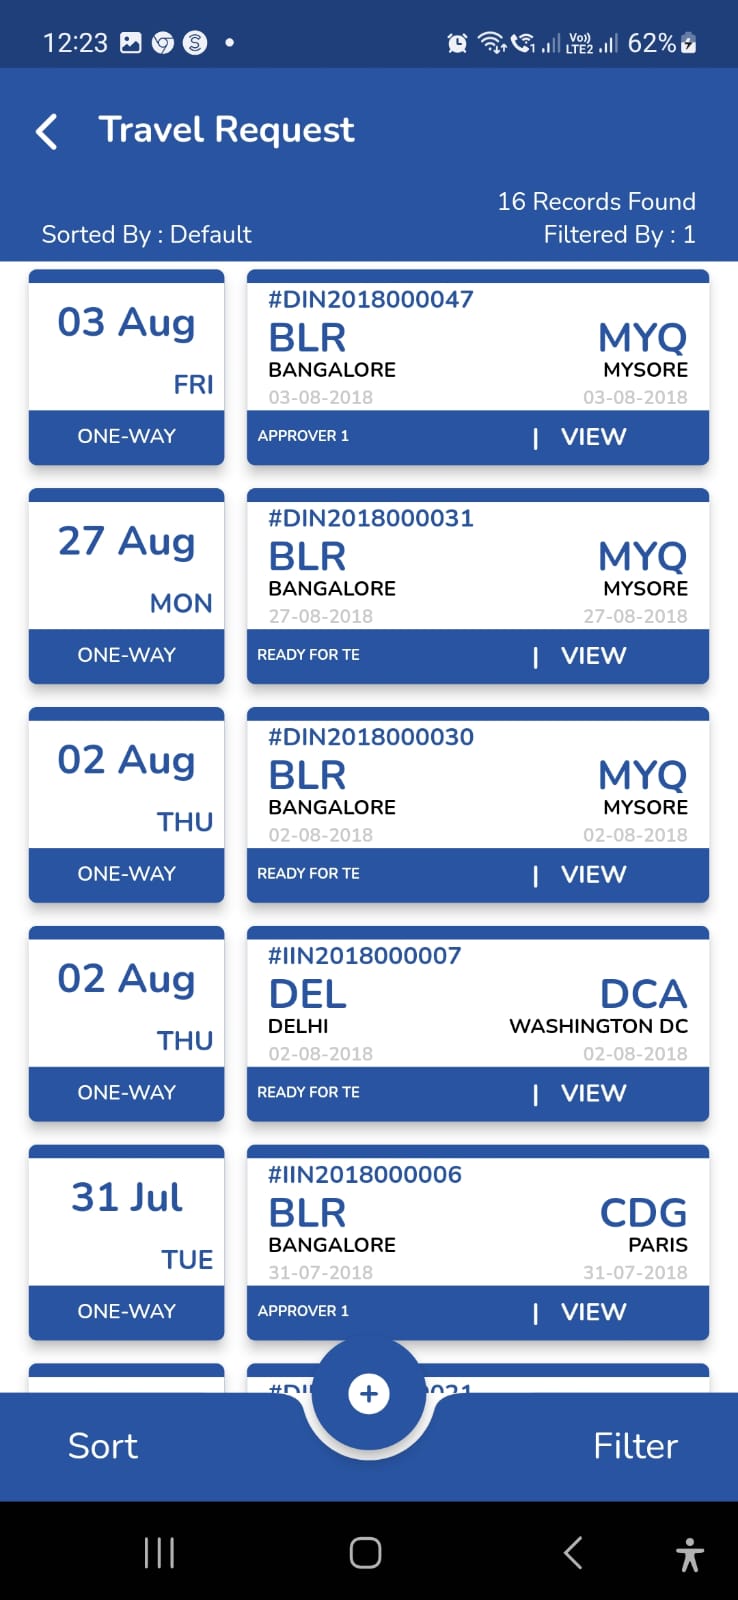 12:23
Vo))
LTE2
62%
Travel Request
16 Records Found
Sorted By : Default
Filtered By : 1
03 Aug
FRI
ONE-WAY
#DIN2018000047
BLR MYQ
BANGALORE MYSORE
03-08-2018 03-08-2018
APPROVER 1 | VIEW
27 Aug
MON
ONE-WAY
#DIN2018000031
BLR MYQ
BANGALORE MYSORE
27-08-2018 27-08-2018
READY FOR TE | VIEW
02 Aug
THU
ONE-WAY
#DIN2018000030
BLR MYQ
BANGALORE MYSORE
02-08-2018 02-08-2018
READY FOR TE | VIEW
02 Aug
THU
ONE-WAY
#IIN2018000007
DEL DCA
DELHI WASHINGTON DC
02-08-2018 02-08-2018
READY FOR TE | VIEW
31 Jul
TUE
ONE-WAY
#IIN2018000006
BLR CDG
BANGALORE PARIS
31-07-2018 31-07-2018
APPROVER 1 | VIEW
Sort
Filter